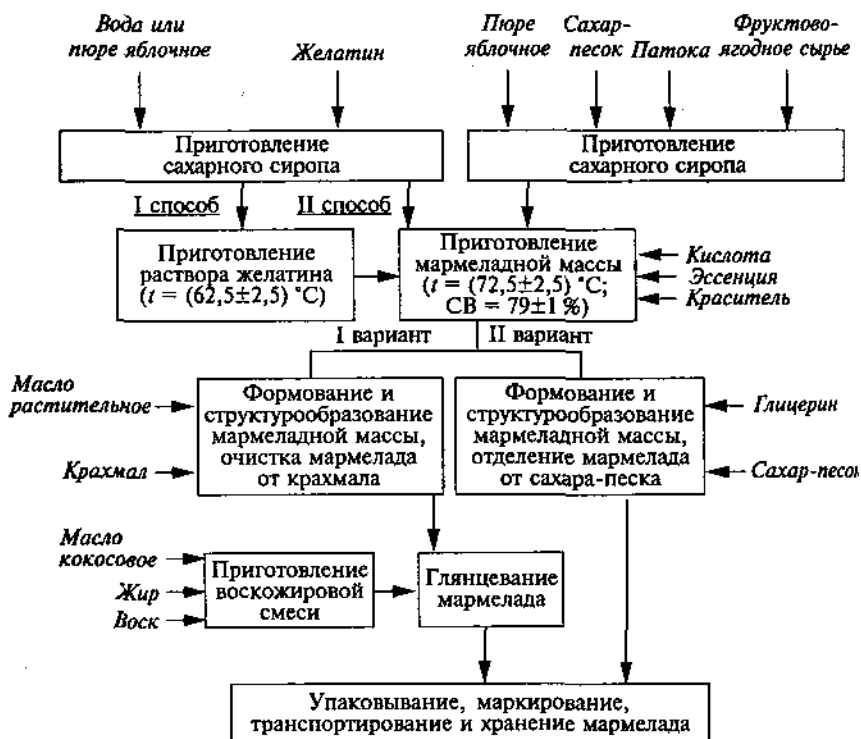 Вода или
пюре яблочное
Желатин
Пюре
яблочное
Сахар-
песок
Патока
Фруктово-
ягодное сырье
Приготовление
сахарного сиропа
Приготовление
сахарного сиропа
I способ
II способ
Приготовление
раствора желатина
(t = (62,5±2,5) °C)
Приготовление
мармеладной массы
(t = (72,5±2,5) °C;
СВ = 79±1 %)
Кислота
Эссенция
Краситель
I вариант
II вариант
Масло
растительное
Крахмал
Формование и
структурообразование
мармеладной массы,
очистка мармелада
от крахмала
Формование и
структурообразование
мармеладной массы,
отделение мармелада
от сахара-песка
Глицерин
Сахар-песок
Масло
кокосовое
Жир
Воск
Приготовление
воскожировой
смеси
Глянцевание
мармелада
Упаковывание, маркирование,
транспортирование и хранение мармелада